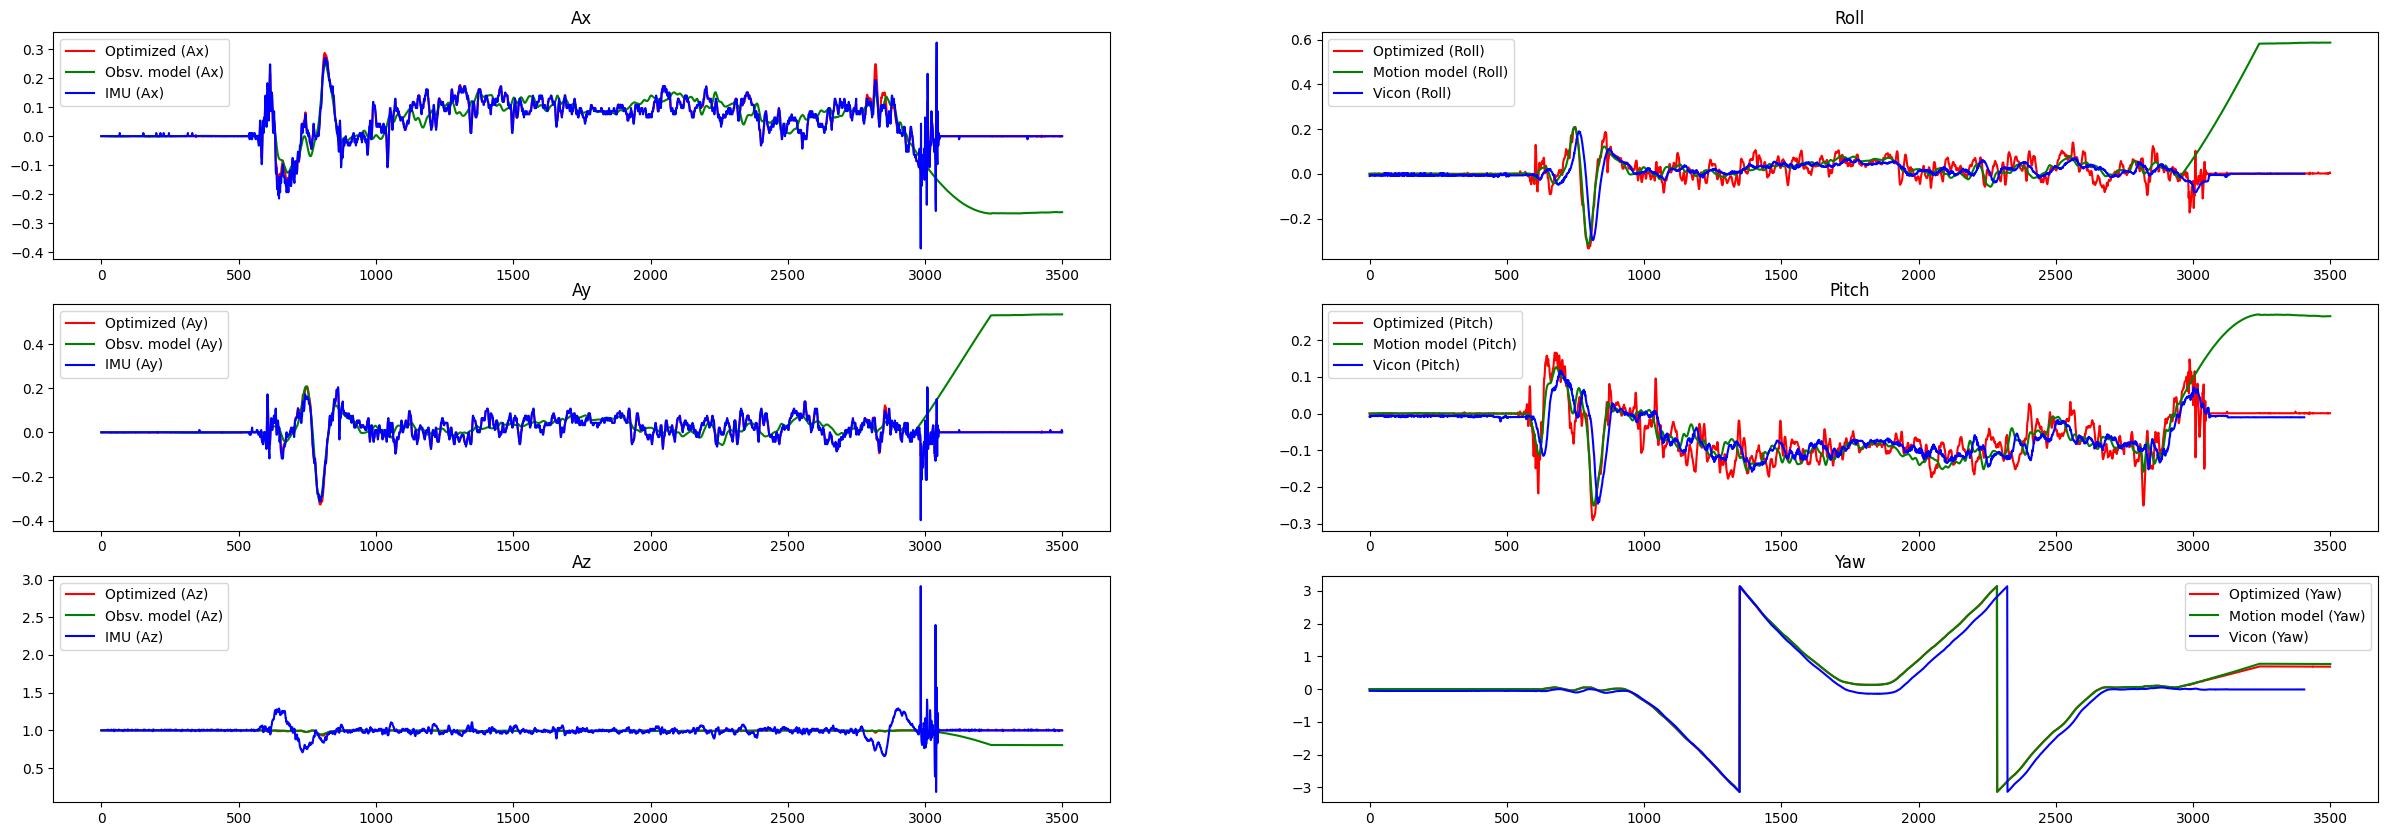 Ax
Optimized (Ax)
Obsv. model (Ax)
IMU (Ax)
0.3
0.2
0.1
0.0
−0.1
−0.2
−0.3
−0.4
0 500 1000 1500 2000 2500 3000 3500
Roll
Optimized (Roll)
Motion model (Roll)
Vicon (Roll)
0.6
0.4
0.2
0.0
−0.2
0 500 1000 1500 2000 2500 3000 3500
Ay
Optimized (Ay)
Obsv. model (Ay)
IMU (Ay)
0.4
0.2
0.0
−0.2
−0.4
0 500 1000 1500 2000 2500 3000 3500
Pitch
Optimized (Pitch)
Motion model (Pitch)
Vicon (Pitch)
0.2
0.1
0.0
−0.1
−0.2
−0.3
0 500 1000 1500 2000 2500 3000 3500
Az
Optimized (Az)
Obsv. model (Az)
IMU (Az)
3.0
2.5
2.0
1.5
1.0
0.5
0 500 1000 1500 2000 2500 3000 3500
Yaw
Optimized (Yaw)
Motion model (Yaw)
Vicon (Yaw)
3
2
1
0
−1
−2
−3
0 500 1000 1500 2000 2500 3000 3500